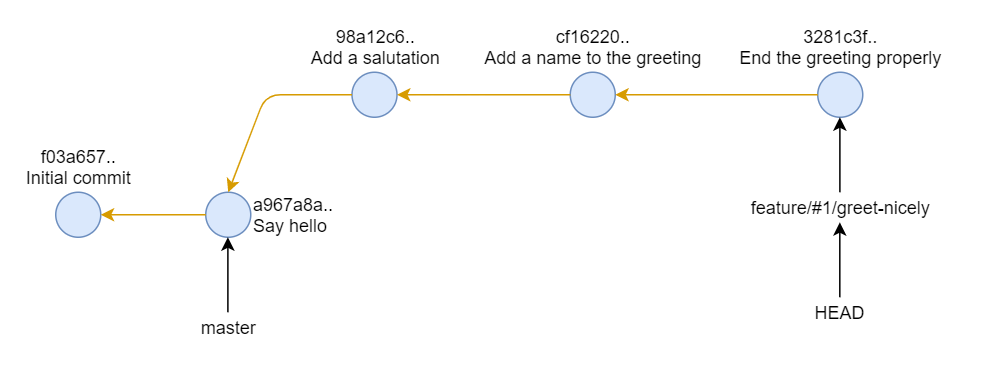 98a12c6..
Add a salutation
cf16220..
Add a name to the greeting
3281c3f..
End the greeting properly
f03a657..
Initial commit
a967a8a..
Say hello
feature/#1/greet-nicely
HEAD
master